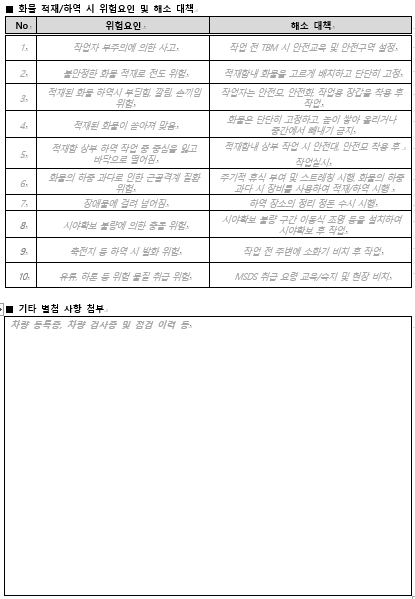 ■ 화물 적재/하역 시 위험요인 및 해소 대책
No 위험요인 해소 대책
1. 작업자 부주의에 의한 사고 작업 전 TBM 시 안전교육 및 안전구역 설정
2. 불안정한 화물 적재로 전도 위험 적재함내 화물을 고르게 배치하고 단단히 고정
3. 적재된 화물 하역시 부딪힘, 깔림, 손끼임 위험 작업자는 안전모, 안전화, 작업용 장갑을 착용 후 작업
4. 적재된 화물이 쏟아져 맞음 화물은 단단히 고정하고, 높이 쌓아 올리거나 중간에서 빼내기 금지
5. 적재함 상부 하역 작업 중 중심을 잃고 바닥으로 떨어짐 적재함내 상부 작업 시 안전대, 안전모 착용 후 작업실시
6. 화물의 하중 과다로 인한 근골격계 질환 위험 주기적 휴식 부여 및 스트레칭 시행, 화물의 하중 과다 시 장비를 사용하여 적재/하역 시행
7. 장애물에 걸려 넘어짐 하역 장소의 정리 정돈 수시 시행
8. 시야확보 불량에 의한 충돌 위험 시야확보 불량 구간 이동식 조명 등을 설치하여 시야확보 후 작업
9. 축전지 등 하역 시 발화 위험 작업 전 주변에 소화기 비치 후 작업
10. 유류, 하론 등 위험 물질 취급 위험 MSDS 취급 요령 교육/숙지 및 현장 비치
■ 기타 별첨 사항 첨부
차량 등록증, 차량 검사증 및 점검 이력 등